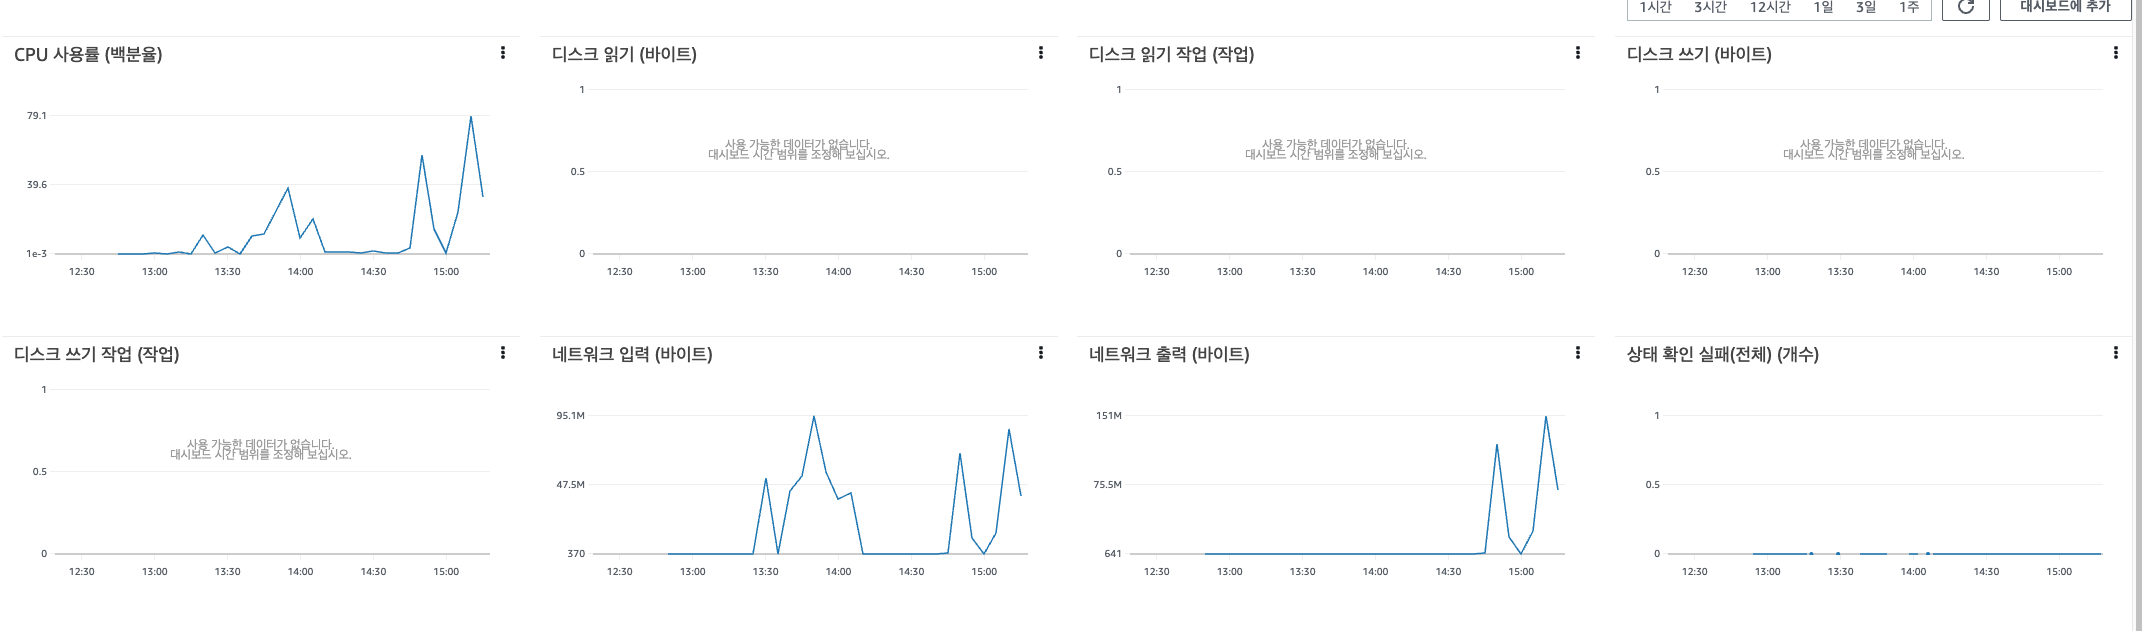 1시간 3시간 12시간 1일 3일 1주 대시보드에 추가
CPU 사용률 (백분율)
79.1
39.6
1e-3
12:30 13:00 13:30 14:00 14:30 15:00
디스크 읽기 (바이트)
1
사용 가능한 데이터가 없습니다.
대시보드 시간 범위를 조정해 보십시오.
0.5
0
12:30 13:00 13:30 14:00 14:30 15:00
디스크 읽기 작업 (작업)
1
사용 가능한 데이터가 없습니다.
대시보드 시간 범위를 조정해 보십시오.
0.5
0
12:30 13:00 13:30 14:00 14:30 15:00
디스크 쓰기 (바이트)
1
사용 가능한 데이터가 없습니다.
대시보드 시간 범위를 조정해 보십시오.
0.5
0
12:30 13:00 13:30 14:00 14:30 15:00
디스크 쓰기 작업 (작업)
1
사용 가능한 데이터가 없습니다.
대시보드 시간 범위를 조정해 보십시오.
0.5
0
12:30 13:00 13:30 14:00 14:30 15:00
네트워크 입력 (바이트)
95.1M
47.5M
370
12:30 13:00 13:30 14:00 14:30 15:00
네트워크 출력 (바이트)
151M
75.5M
641
12:30 13:00 13:30 14:00 14:30 15:00
상태 확인 실패(전체) (개수)
1
0.5
0
12:30 13:00 13:30 14:00 14:30 15:00